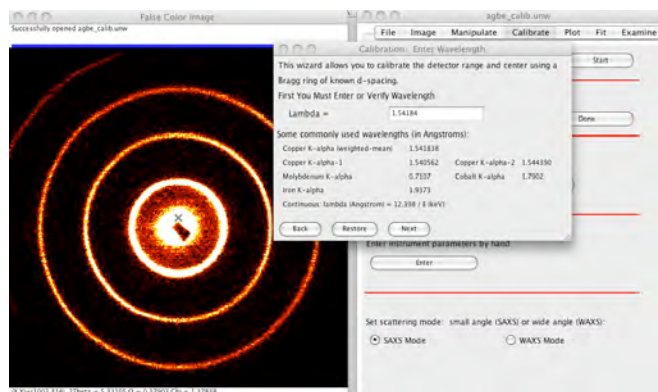 False Color Image
Successfully opened agbe_calib.unw
agbe_calib.unw
File Image Manipulate Calibrate Plot Fit Examine
Start
Done
Calibration: Enter Wavelength
This wizard allows you to calibrate the detector range and center using a
Bragg ring of known d-spacing.
First You Must Enter or Verify Wavelength
Lambda = 1.54184
Some commonly used wavelengths (in Angstroms):
Copper K-alpha (weighted-mean) 1.541838
Copper K-alpha-1 1.540562 Copper K-alpha-2 1.544390
Molybdenum K-alpha 0.7107 Cobalt K-alpha 1.7902
Iron K-alpha 1.9373
Continuous: lambda (Angstrom) = 12.398 / E (keV)
Back Restore Next
Enter instrument parameters by hand
Enter
Set scattering mode: small angle (SAXS) or wide angle (WAXS):
SAXS Mode WAXS Mode